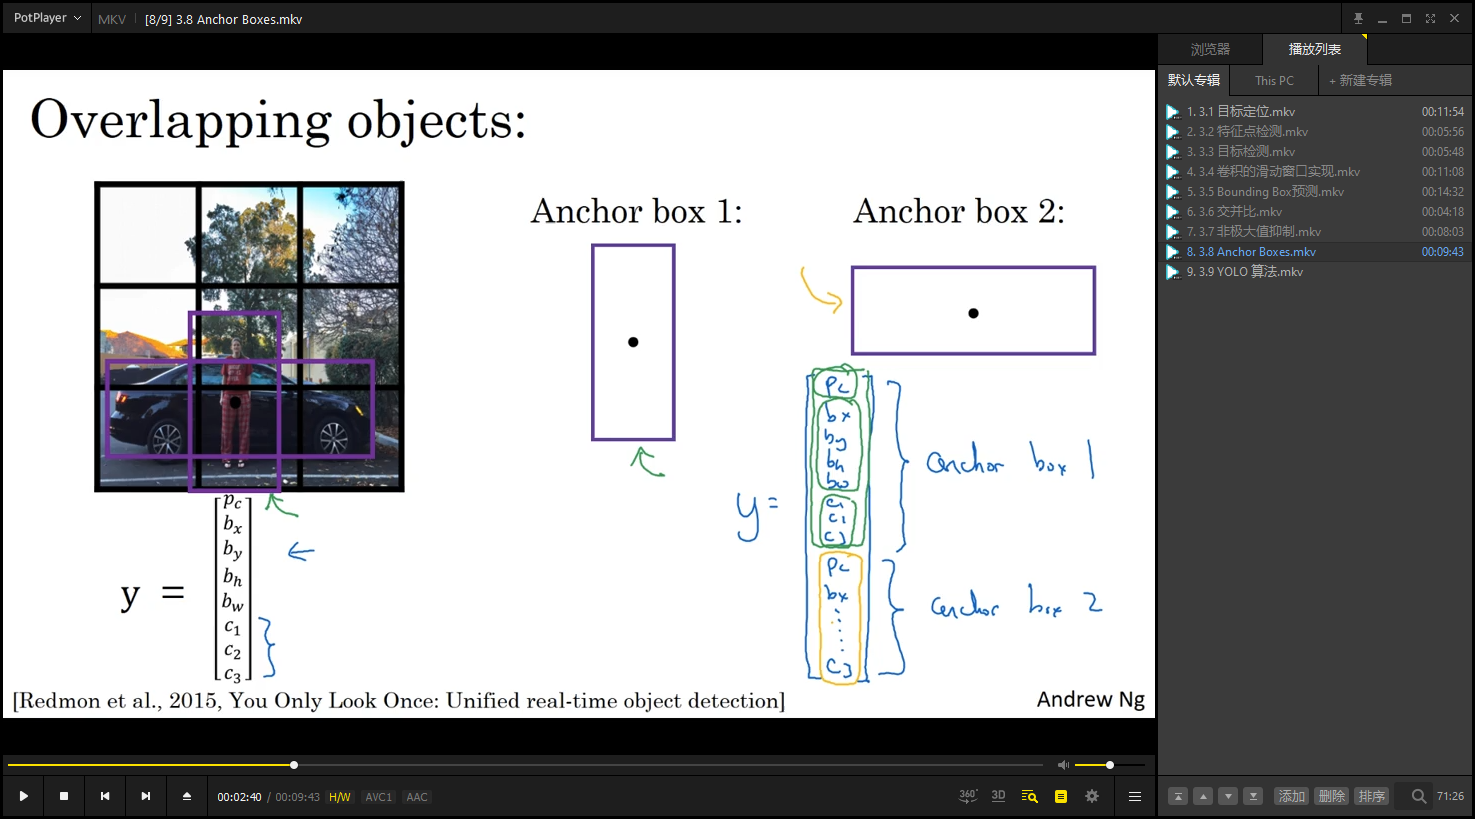 PotPlayer
MKV
[8/9] 3.8 Anchor Boxes.mkv
浏览器
播放列表
默认专辑
This PC
+ 新建专辑
1. 3.1 目标定位.mkv 00:11:54
2. 3.2 特征点检测.mkv 00:05:56
3. 3.3 目标检测.mkv 00:05:48
4. 3.4 卷积的滑动窗口实现.mkv 00:11:08
5. 3.5 Bounding Box预测.mkv 00:14:32
6. 3.6 交并比.mkv 00:04:18
7. 3.7 非极大值抑制.mkv 00:08:03
8. 3.8 Anchor Boxes.mkv 00:09:43
9. 3.9 YOLO 算法.mkv
Overlapping objects:
Anchor box 1:
Anchor box 2:
y =
p_c
b_x
b_y
b_h
b_w
c_1
c_2
c_3
y =
Pc
bx
by
bh
bw
c1
c1
c3
anchor box 1
Pc
bx
C3
anchor box 2
[Redmon et al., 2015, You Only Look Once: Unified real-time object detection]
Andrew Ng
00:02:40 / 00:09:43 H/W AVC1 AAC
360°
3D
添加
删除
排序
71:26